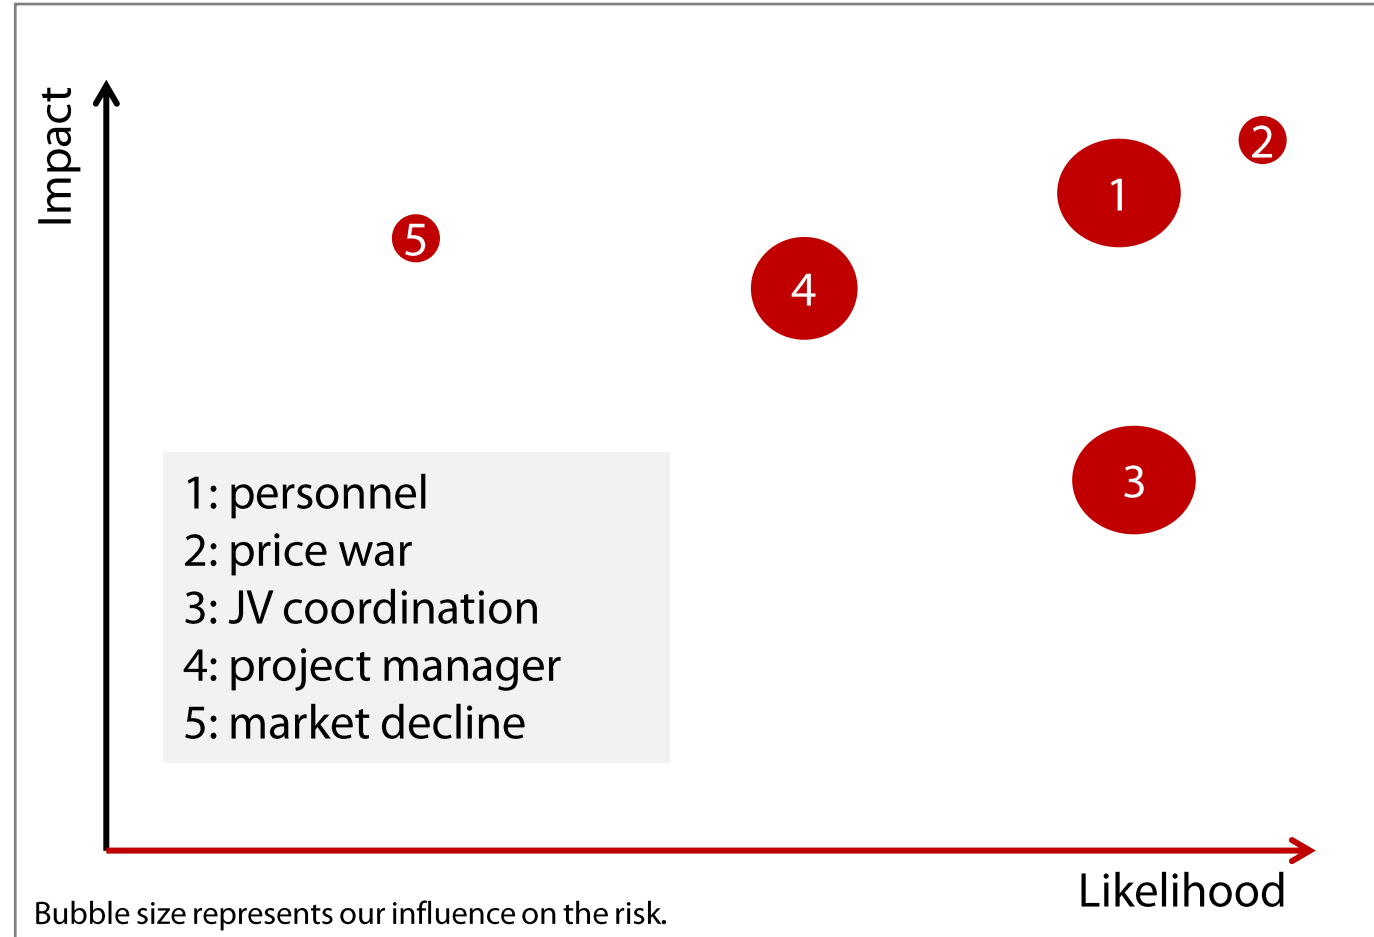 Impact
2
1
5
4
3
1: personnel
2: price war
3: JV coordination
4: project manager
5: market decline
Likelihood
Bubble size represents our influence on the risk.